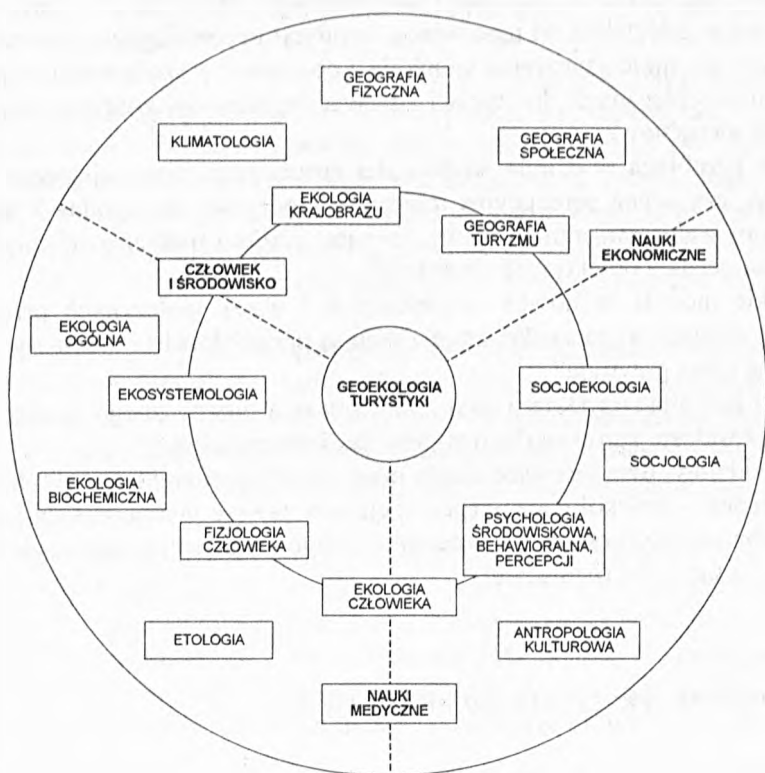 GEOGRAFIA
FIZYCZNA
KLIMATOLOGIA
GEOGRAFIA
SPOŁECZNA
EKOLOGIA
KRAJOBRAZU
GEOGRAFIA
TURYZMU
NAUKI
EKONOMICZNE
CZŁOWIEK
I ŚRODOWISKO
EKOLOGIA
OGÓLNA
GEOEKOLOGIA
TURYSTYKI
EKOSYSTEMOLOGIA
SOCJOEKOLOGIA
SOCJOLOGIA
EKOLOGIA
BIOCHEMICZNA
FIZJOLOGIA
CZŁOWIEKA
PSYCHOLOGIA
ŚRODOWISKOWA,
BEHAWIORALNA,
PERCEPCJI
EKOLOGIA
CZŁOWIEKA
ETOLOGIA
ANTROPOLOGIA
KULTUROWA
NAUKI
MEDYCZNE